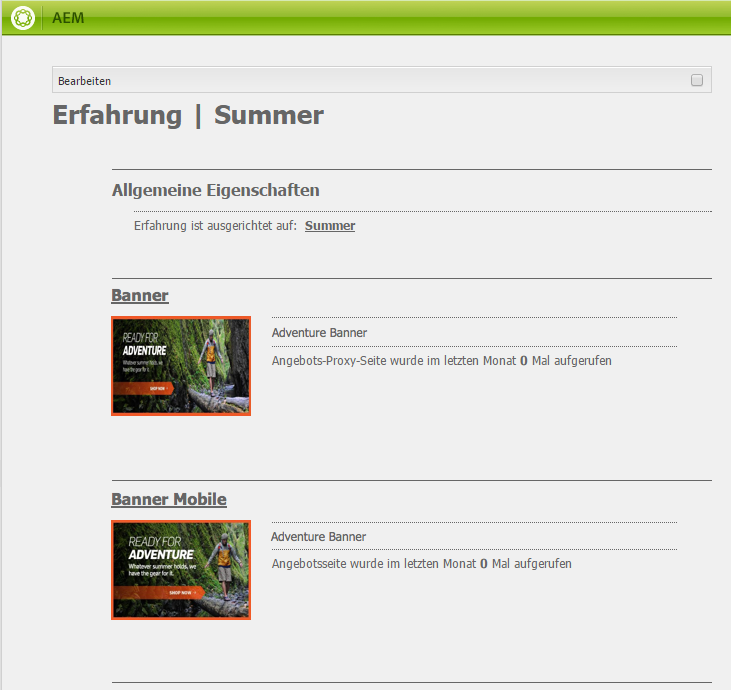 AEM
Bearbeiten
Erfahrung | Summer
Allgemeine Eigenschaften
Erfahrung ist ausgerichtet auf: Summer
Banner
READY FOR
ADVENTURE
Whatever summer holds, we
have the gear for it.
SHOP NOW
Adventure Banner
Angebots-Proxy-Seite wurde im letzten Monat 0 Mal aufgerufen
Banner Mobile
READY FOR
ADVENTURE
Whatever summer holds, we
have the gear for it.
SHOP NOW
Adventure Banner
Angebotsseite wurde im letzten Monat 0 Mal aufgerufen